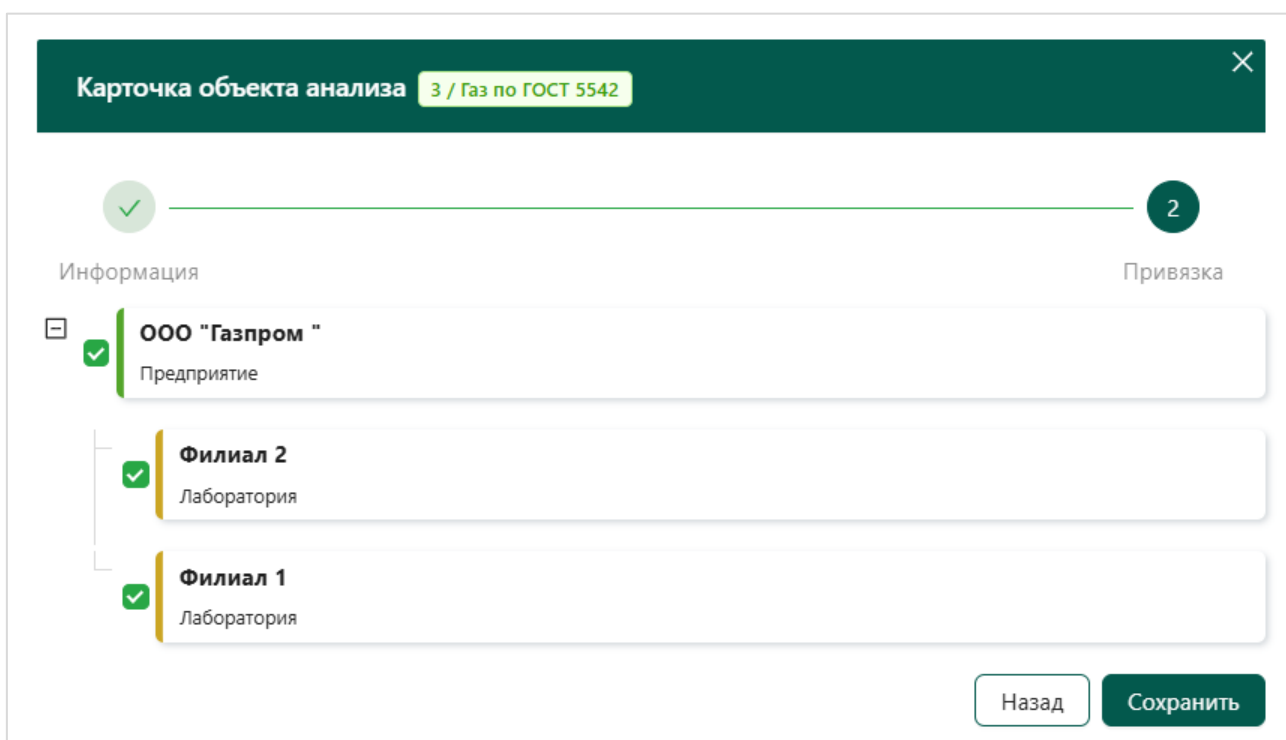 Карточка объекта анализа 3 / Газ по ГОСТ 5542
2
Информация Привязка
ООО "Газпром "
Предприятие
Филиал 2
Лаборатория
Филиал 1
Лаборатория
Назад Сохранить